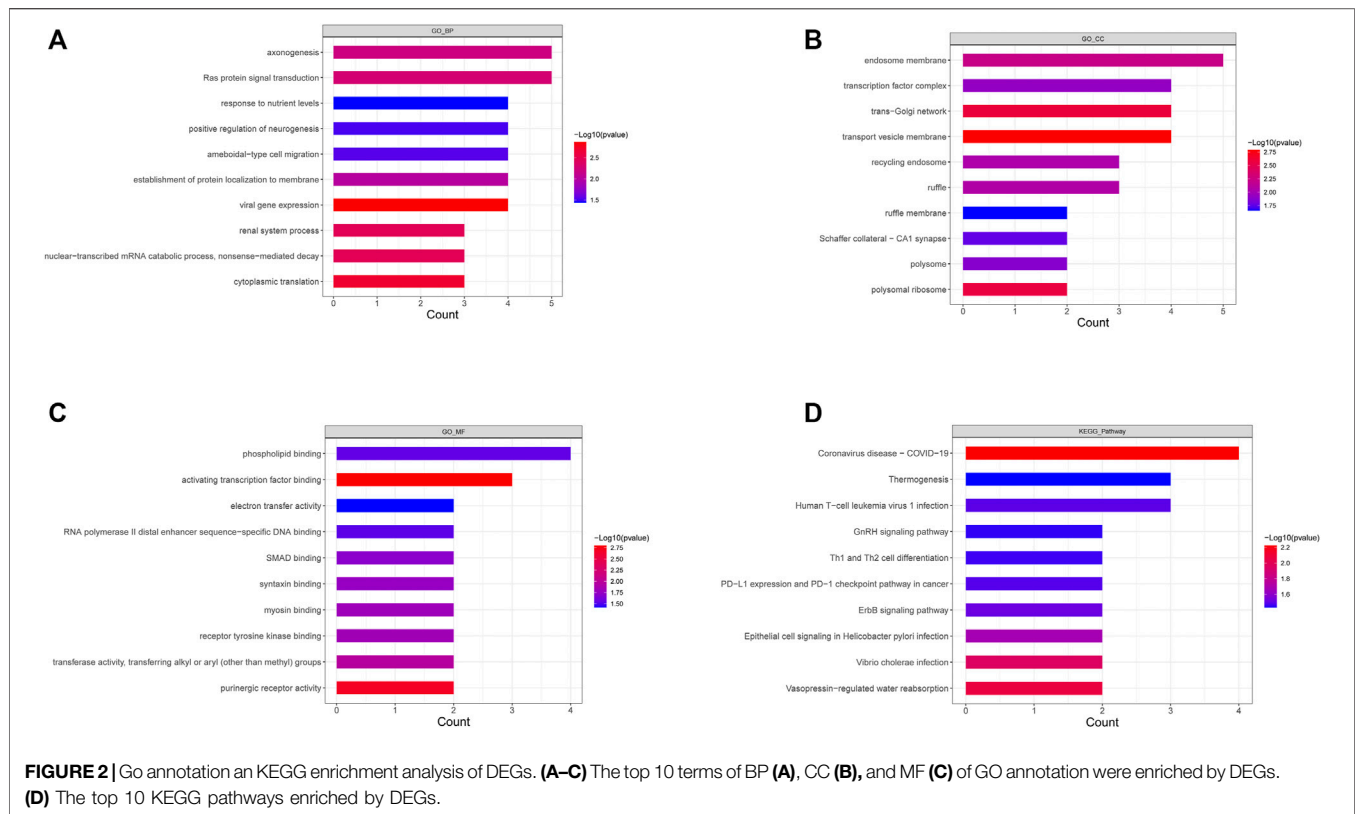 A
GO_BP
axonogenesis
Ras protein signal transduction
response to nutrient levels
positive regulation of neurogenesis
ameboidal-type cell migration
establishment of protein localization to membrane
viral gene expression
renal system process
nuclear-transcribed mRNA catabolic process, nonsense-mediated decay
cytoplasmic translation
0 1 2 3 4 5
Count
−Log10(pvalue)
2.5
2.0
1.5
B
GO_CC
endosome membrane
transcription factor complex
trans-Golgi network
transport vesicle membrane
recycling endosome
ruffle
ruffle membrane
Schaffer collateral − CA1 synapse
polysome
polysomal ribosome
0 1 2 3 4 5
Count
−Log10(pvalue)
2.75
2.50
2.25
2.00
1.75
C
GO_MF
phospholipid binding
activating transcription factor binding
electron transfer activity
RNA polymerase II distal enhancer sequence-specific DNA binding
SMAD binding
syntaxin binding
myosin binding
receptor tyrosine kinase binding
transferase activity, transferring alkyl or aryl (other than methyl) groups
purinergic receptor activity
0 1 2 3 4
Count
−Log10(pvalue)
2.75
2.50
2.25
2.00
1.75
1.50
D
KEGG_Pathway
Coronavirus disease − COVID-19
Thermogenesis
Human T-cell leukemia virus 1 infection
GnRH signaling pathway
Th1 and Th2 cell differentiation
PD-L1 expression and PD-1 checkpoint pathway in cancer
ErbB signaling pathway
Epithelial cell signaling in Helicobacter pylori infection
Vibrio cholerae infection
Vasopressin-regulated water reabsorption
0 1 2 3 4
Count
−Log10(pvalue)
2.2
2.0
1.8
1.6
FIGURE 2 | Go annotation an KEGG enrichment analysis of DEGs. (A–C) The top 10 terms of BP (A), CC (B), and MF (C) of GO annotation were enriched by DEGs.
(D) The top 10 KEGG pathways enriched by DEGs.